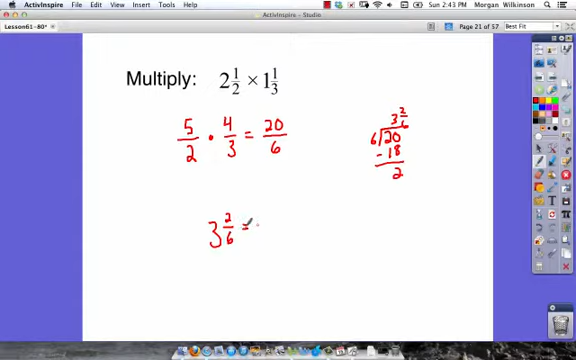 ActivInspire File Edit View Insert Tools Help Sun 2:43 PM Morgan Wilkinson
ActivInspire - Studio
Lesson61-80* Page 21 of 57 Best Fit
Multiply: 2 1/2 × 1 1/3
5/2 · 4/3 = 20/6
3 2/6
6 20
-18
2
3 2/6 =